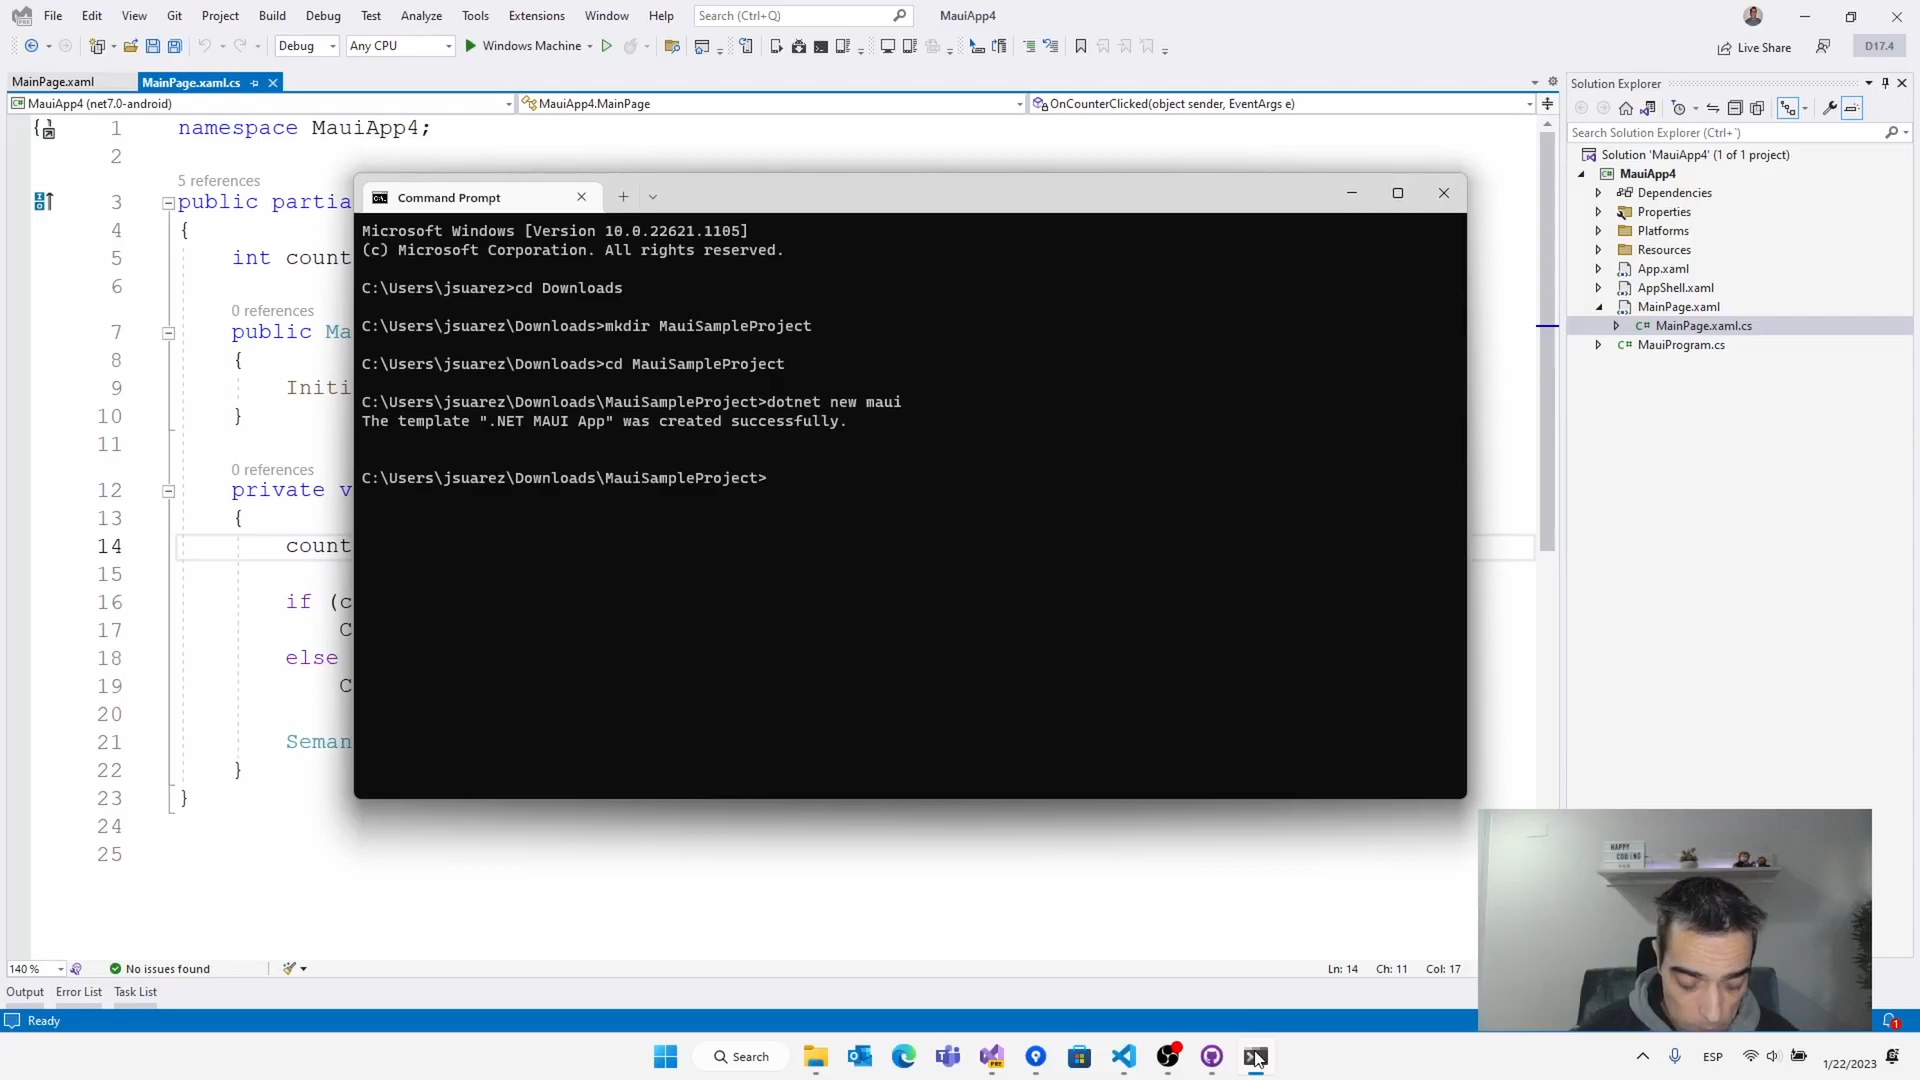 File Edit View Git Project Build Debug Test Analyze Tools Extensions Window Help Search (Ctrl+Q) MauiApp4
Debug Any CPU Windows Machine Live Share D17.4
MainPage.xaml MainPage.xaml.cs
MauiApp4 (net7.0-android) MauiApp4.MainPage OnCounterClicked(object sender, EventArgs e)
1 namespace MauiApp4;
2
5 references
3 public partia
4 {
5 int count
6
0 references
7 public Ma
8 {
9 Initi
10 }
11
0 references
12 private v
13 {
14 count
15
16 if (c
17 C
18 else
19 C
20
21 Seman
22 }
23 }
24
25
Command Prompt
Microsoft Windows [Version 10.0.22621.1105]
(c) Microsoft Corporation. All rights reserved.
C:\Users\jsuarez>cd Downloads
C:\Users\jsuarez\Downloads>mkdir MauiSampleProject
C:\Users\jsuarez\Downloads>cd MauiSampleProject
C:\Users\jsuarez\Downloads\MauiSampleProject>dotnet new maui
The template ".NET MAUI App" was created successfully.
C:\Users\jsuarez\Downloads\MauiSampleProject>
Solution Explorer
Search Solution Explorer (Ctrl+`)
Solution 'MauiApp4' (1 of 1 project)
MauiApp4
Dependencies
Properties
Platforms
Resources
App.xaml
AppShell.xaml
MainPage.xaml
C# MainPage.xaml.cs
C# MauiProgram.cs
HAPPY
CODING
140 % No issues found Ln: 14 Ch: 11 Col: 17
Output Error List Task List
Ready 1
Search PRE ESP 1/22/2023